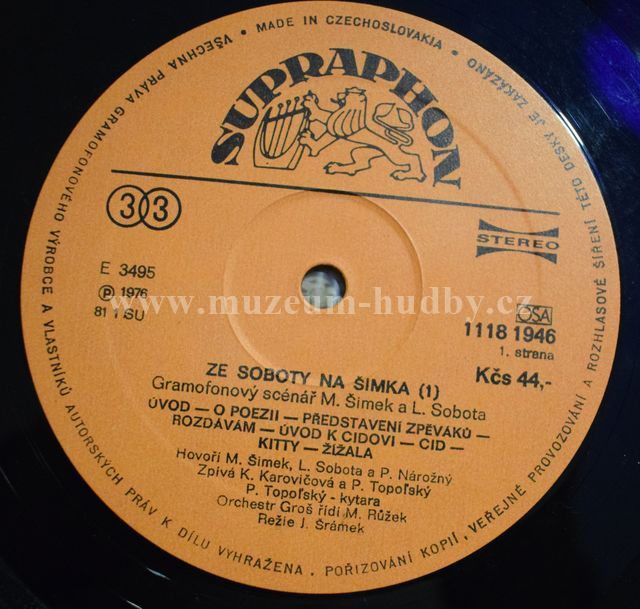 VŠECHNA PRÁVA GRAMOFONOVÉHO VÝROBCE A VLASTNÍKŮ AUTORSKÝCH PRÁV K DÍLU VYHRAŽENA. POŘIZOVÁNÍ KOPIÍ, VEŘEJNÉ PROVOZOVÁNÍ A ROZHLASOVÉ ŠÍŘENÍ TÉTO DESKY JE ZAKÁZÁNO • MADE IN CZECHOSLOVAKIA •
SUPRAPHON
33
STEREO
E 3495
Ⓟ 1976
81 1 ISU
www.muzeum-hudby.cz
OSA
1118 1946
1. strana
Kčs 44,-
ZE SOBOTY NA ŠIMKA (1)
Gramofonový scénář M. Šimek a L. Sobota
ÚVOD — O POEZII — PŘEDSTAVENÍ ZPĚVÁKŮ —
ROZDÁVÁM — ÚVOD K CIDOVI — CID —
KITTY — ŽÍŽALA
Hovoří M. Šimek, L. Sobota a P. Nárožný
Zpívá K. Karovičová a P. Topoľský
P. Topoľský - kytara
Orchestr Groš řídí M. Růžek
Režie J. Šrámek